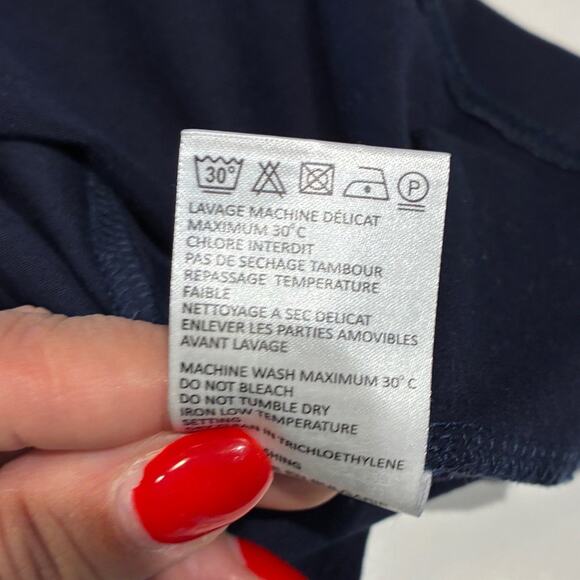 30°
P
LAVAGE MACHINE DÉLICAT
MAXIMUM 30°C
CHLORE INTERDIT
PAS DE SECHAGE TAMBOUR
REPASSAGE TEMPERATURE
FAIBLE
NETTOYAGE A SEC DELICAT
ENLEVER LES PARTIES AMOVIBLES
AVANT LAVAGE
MACHINE WASH MAXIMUM 30°C
DO NOT BLEACH
DO NOT TUMBLE DRY
IRON LOW TEMPERATURE
SETTING
IN TRICHLOETHYLENE